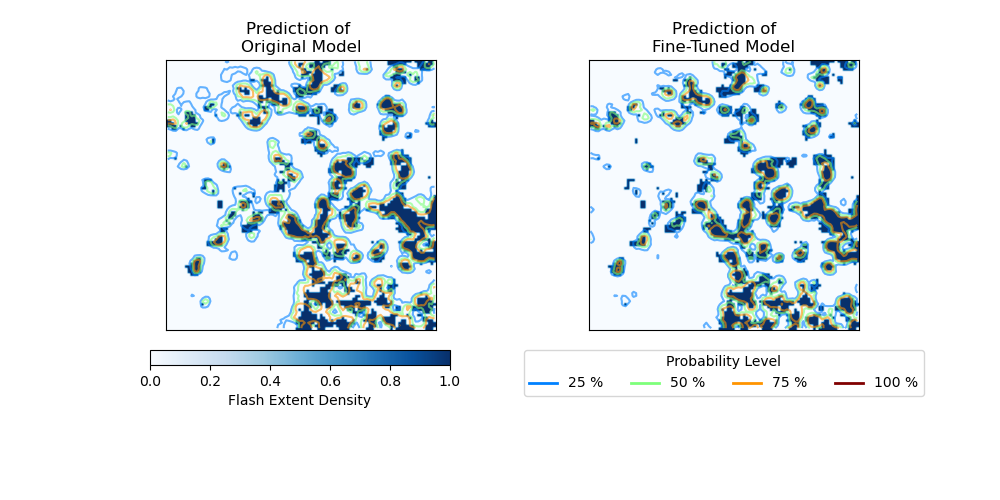 Prediction of
Original Model
Prediction of
Fine-Tuned Model
0.0 0.2 0.4 0.6 0.8 1.0
Flash Extent Density
Probability Level
25 % 50 % 75 % 100 %